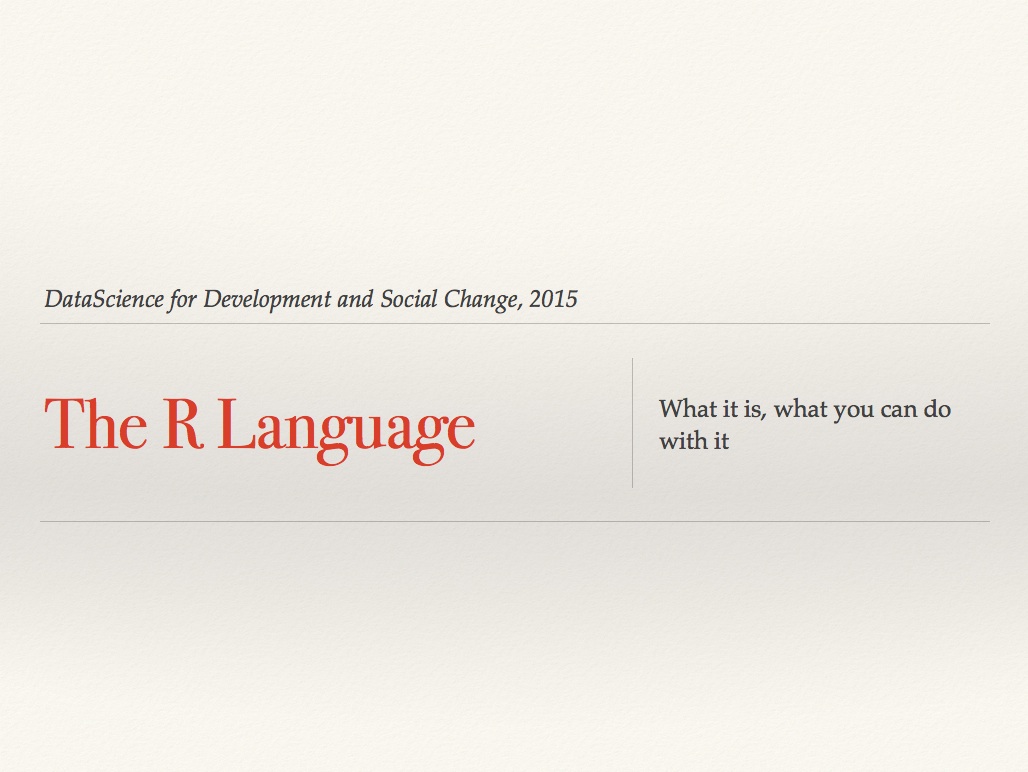 DataScience for Development and Social Change, 2015
The R Language
What it is, what you can do
with it